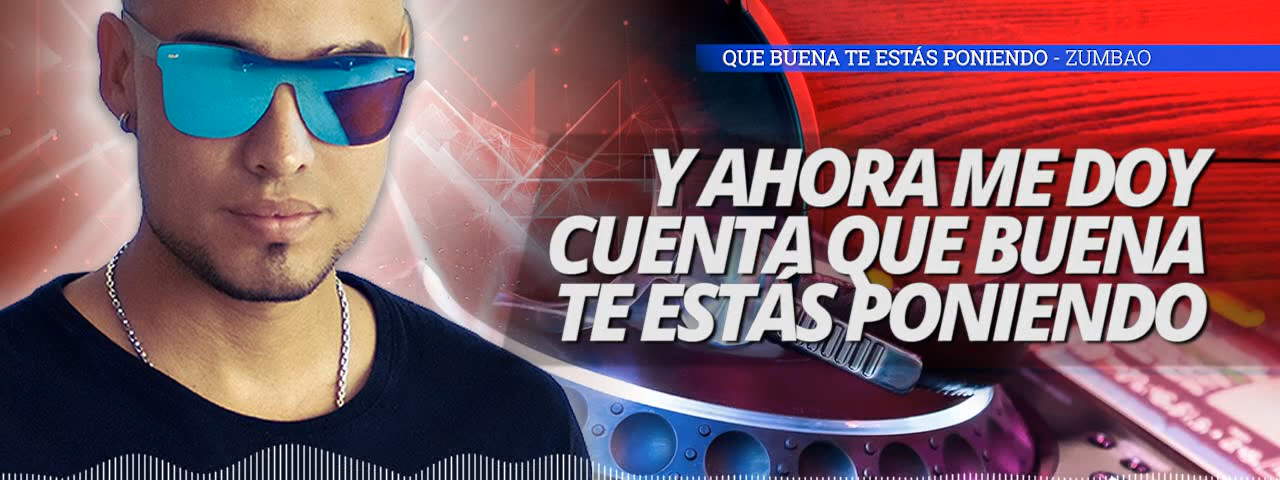 QUE BUENA TE ESTÁS PONIENDO - ZUMBAO
Y AHORA ME DOY
CUENTA QUE BUENA
TE ESTÁS PONIENDO